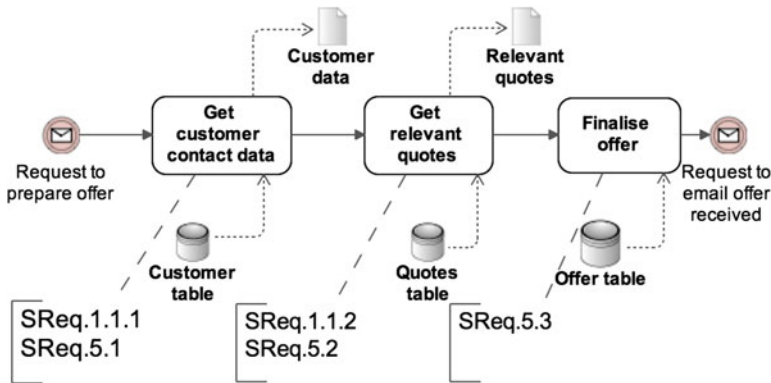 Customer
data
Relevant
quotes
Get
customer
contact data
Get
relevant
quotes
Finalise
offer
Request to
prepare offer
Request to
email offer
received
Customer
table
Quotes
table
Offer table
SReq.1.1.1
SReq.5.1
SReq.1.1.2
SReq.5.2
SReq.5.3